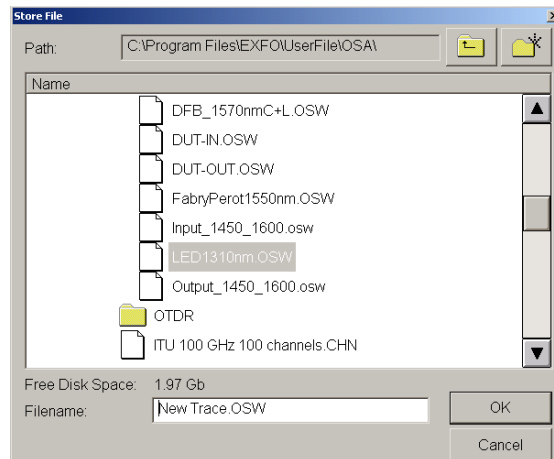 Store File
Path: C:\Program Files\EXFO\UserFile\OSA\
Name
DFB_1570nmC+L.OSW
DUT-IN.OSW
DUT-OUT.OSW
FabryPerot1550nm.OSW
Input_1450_1600.osw
LED1310nm.OSW
Output_1450_1600.osw
OTDR
ITU 100 GHz 100 channels.CHN
Free Disk Space: 1.97 Gb
Filename: New Trace.OSW
OK
Cancel